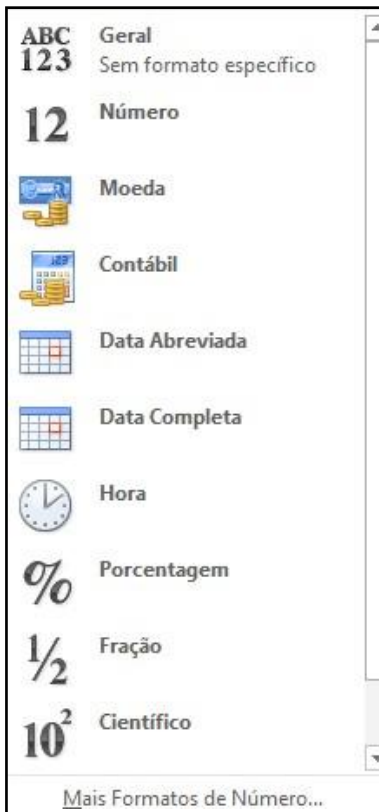 ABC
123
Geral
Sem formato específico
12
Número
Moeda
123
Contábil
Data Abreviada
Data Completa
Hora
%
Porcentagem
½
Fração
10²
Científico
Mais Formatos de Número...